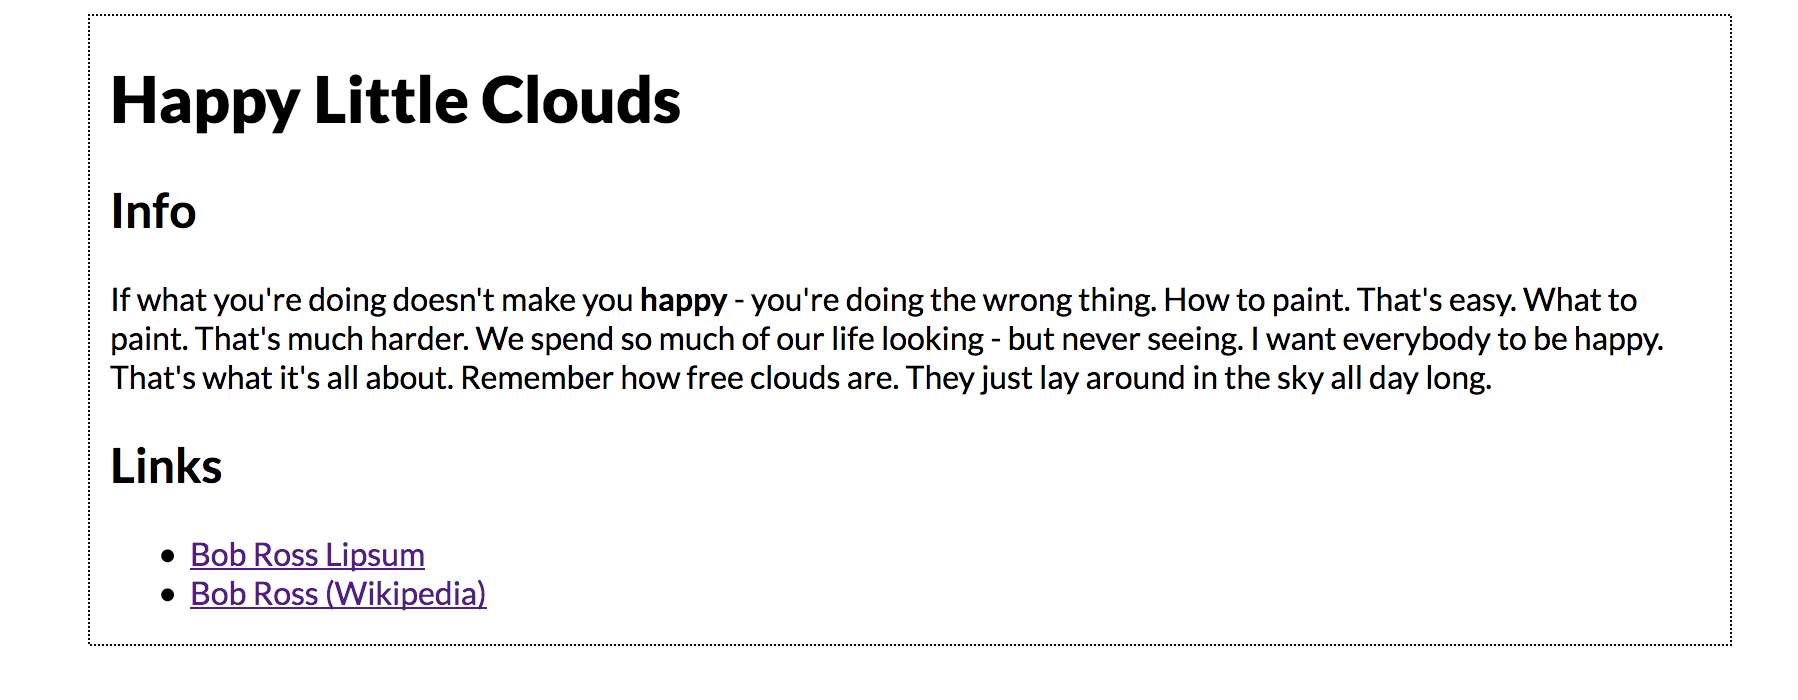 Happy Little Clouds
Info
If what you're doing doesn't make you happy - you're doing the wrong thing. How to paint. That's easy. What to
paint. That's much harder. We spend so much of our life looking - but never seeing. I want everybody to be happy.
That's what it's all about. Remember how free clouds are. They just lay around in the sky all day long.
Links
Bob Ross Lipsum
Bob Ross (Wikipedia)